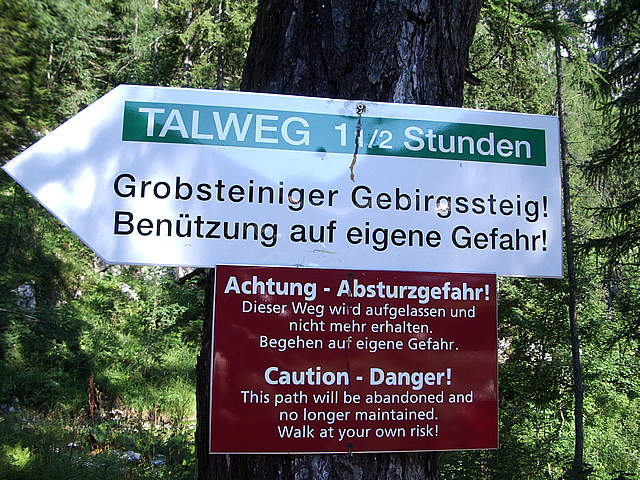 TALWEG 1 1/2 Stunden
Grobsteiniger Gebirgssteig!
Benützung auf eigene Gefahr!
Achtung - Absturzgefahr!
Dieser Weg wird aufgelassen und
nicht mehr erhalten.
Begehen auf eigene Gefahr.
Caution - Danger!
This path will be abandoned and
no longer maintained.
Walk at your own risk!